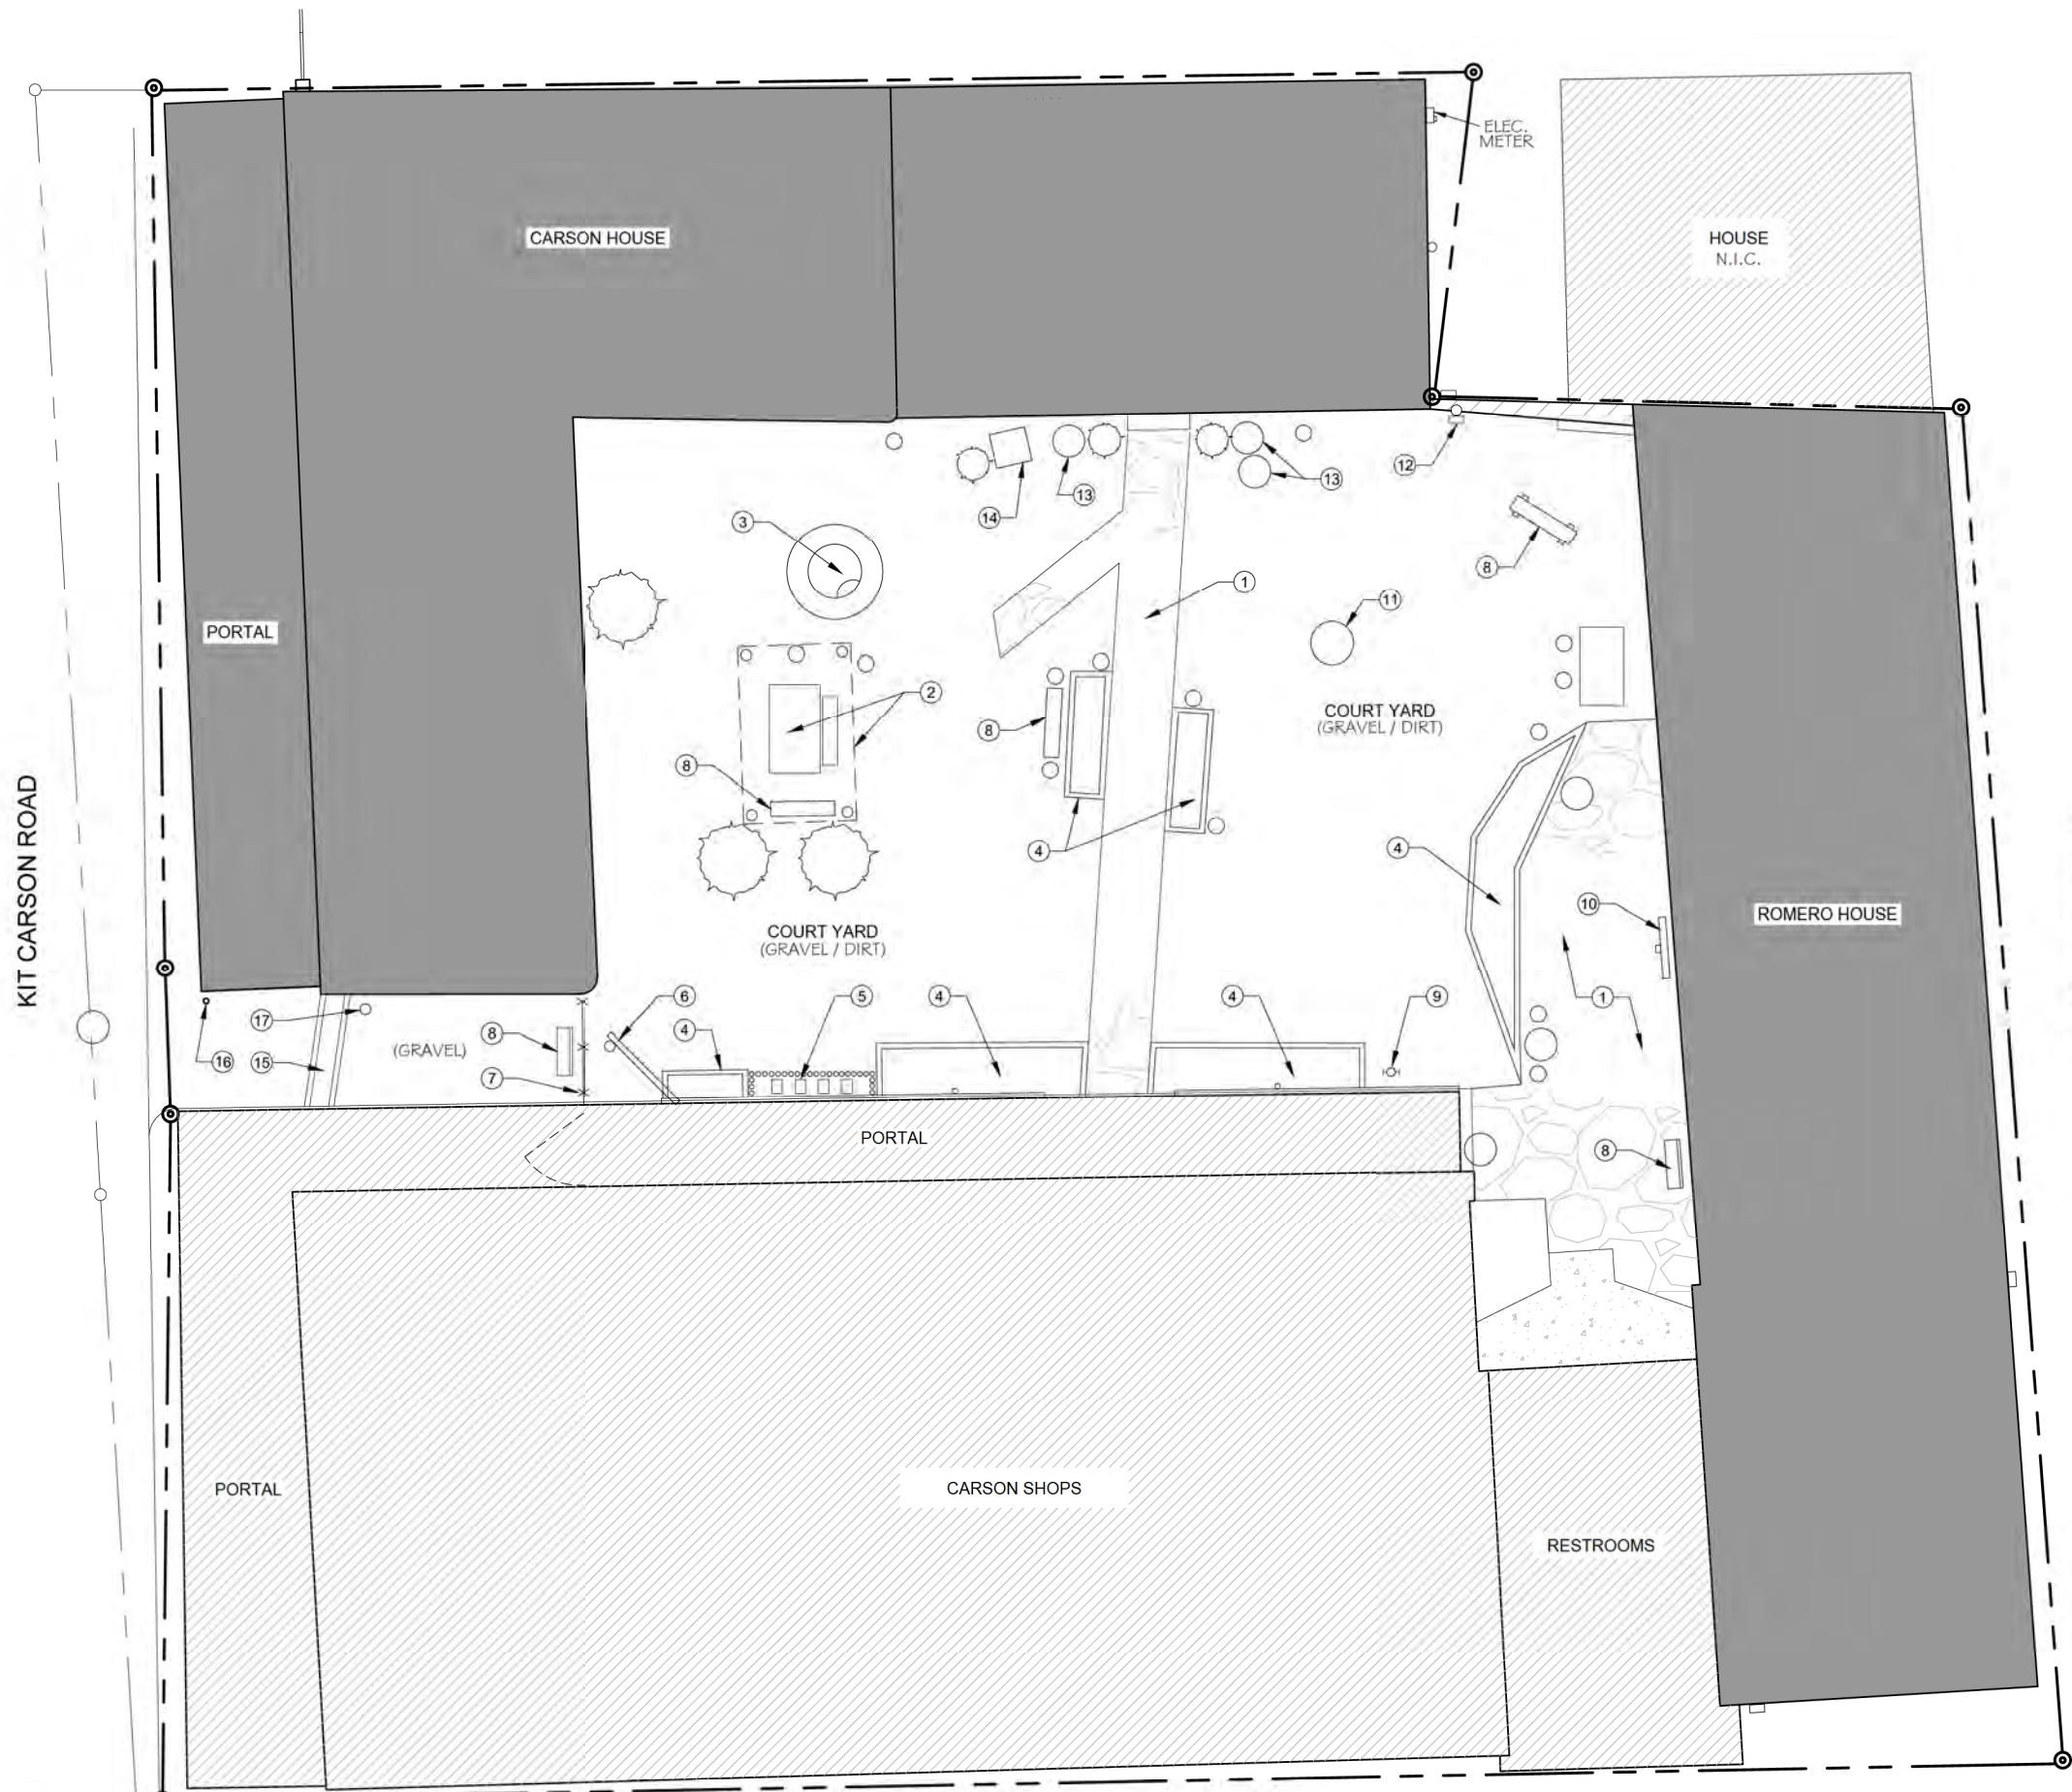 ELEC.
METER
CARSON HOUSE
HOUSE
N.I.C.
12
13
13
14
3
8
1
11
PORTAL
2
COURT YARD
(GRAVEL / DIRT)
8
8
4
4
KIT CARSON ROAD
10
ROMERO HOUSE
COURT YARD
(GRAVEL / DIRT)
6
5
4
4
9
1
17
8
4
(GRAVEL)
16
15
7
PORTAL
8
PORTAL
CARSON SHOPS
RESTROOMS